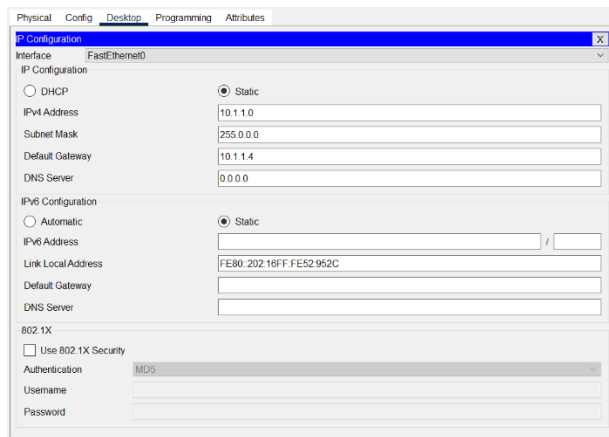 Physical Config Desktop Programming Attributes
IP Configuration X
Interface FastEthernet0
IP Configuration
DHCP Static
IPv4 Address 10.1.1.0
Subnet Mask 255.0.0.0
Default Gateway 10.1.1.4
DNS Server 0.0.0.0
IPv6 Configuration
Automatic Static
IPv6 Address /
Link Local Address FE80::202:16FF:FE52:952C
Default Gateway
DNS Server
802.1X
Use 802.1X Security
Authentication MD5
Username
Password